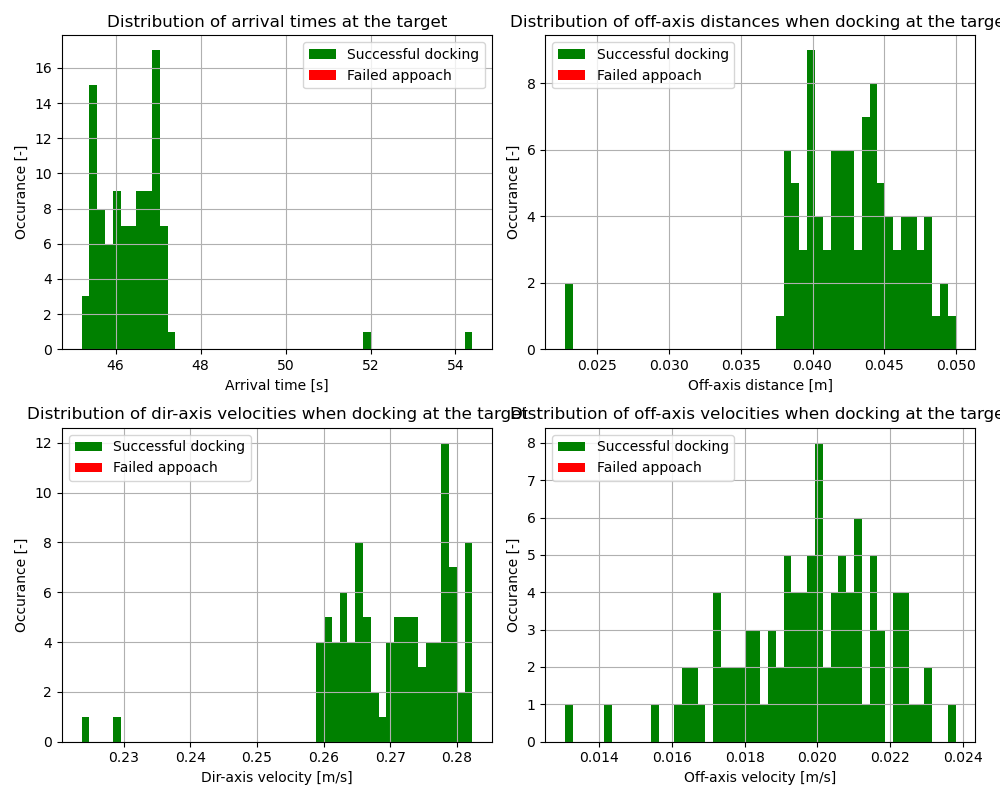 Distribution of arrival times at the target
Successful docking
Failed appoach
Occurance [-]
0
2
4
6
8
10
12
14
16
46
48
50
52
54
Arrival time [s]
Distribution of off-axis distances when docking at the targe
Successful docking
Failed appoach
Occurance [-]
0
2
4
6
8
0.025
0.030
0.035
0.040
0.045
0.050
Off-axis distance [m]
Distribution of dir-axis velocities when docking at the target
Successful docking
Failed appoach
Occurance [-]
0
2
4
6
8
10
12
0.23
0.24
0.25
0.26
0.27
0.28
Dir-axis velocity [m/s]
Distribution of off-axis velocities when docking at the targe
Successful docking
Failed appoach
Occurance [-]
0
1
2
3
4
5
6
7
8
0.014
0.016
0.018
0.020
0.022
0.024
Off-axis velocity [m/s]